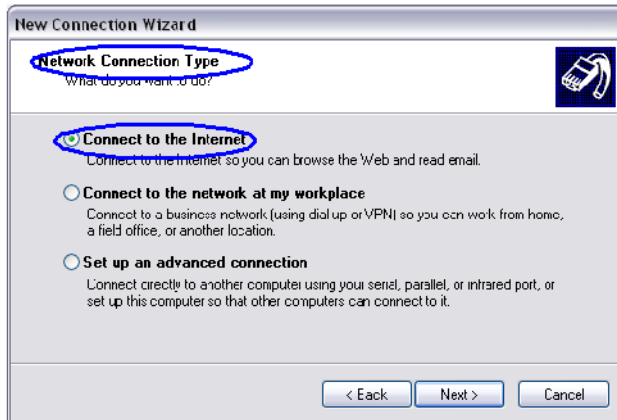 New Connection Wizard
Network Connection Type
What do you want to do?
Connect to the Internet
Connect to the Internet so you can browse the Web and read email.
Connect to the network at my workplace
Connect to a business network (using dial up or VPN) so you can work from home,
a field office, or another location.
Set up an advanced connection
Connect directly to another computer using your serial, parallel, or infrared port, or
set up this computer so that other computers can connect to it.
< Back
Next >
Cancel